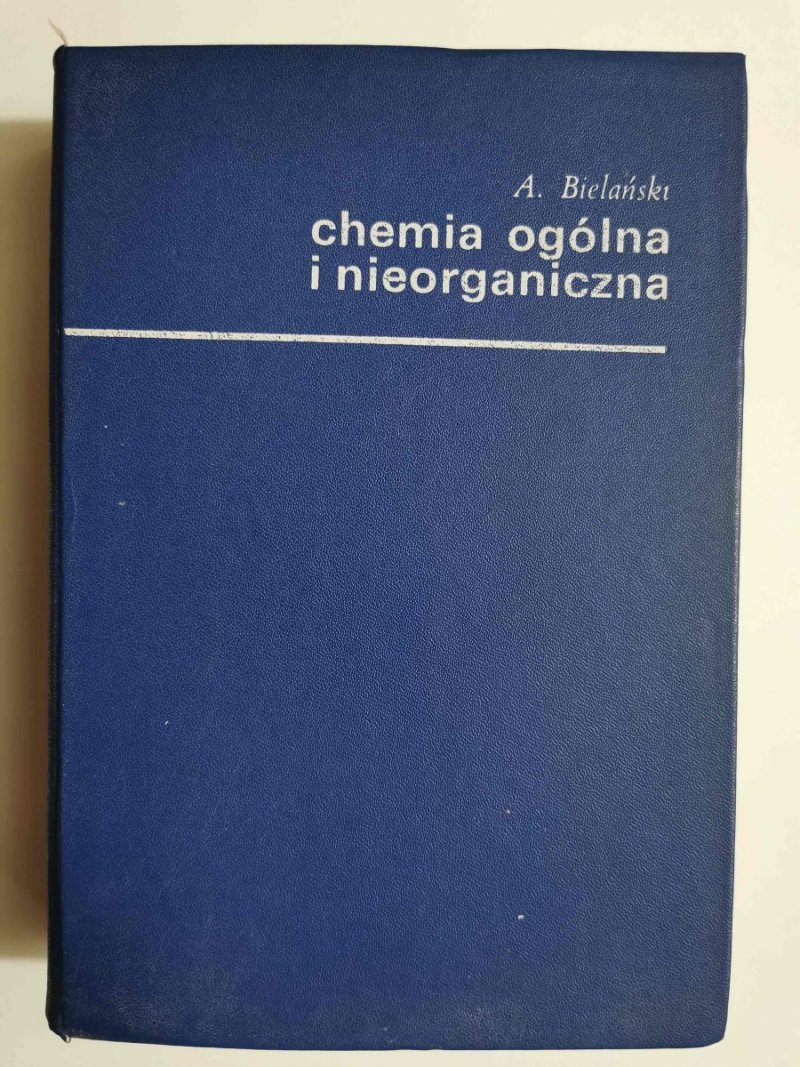 A. Bielański
chemia ogólna
i nieorganiczna